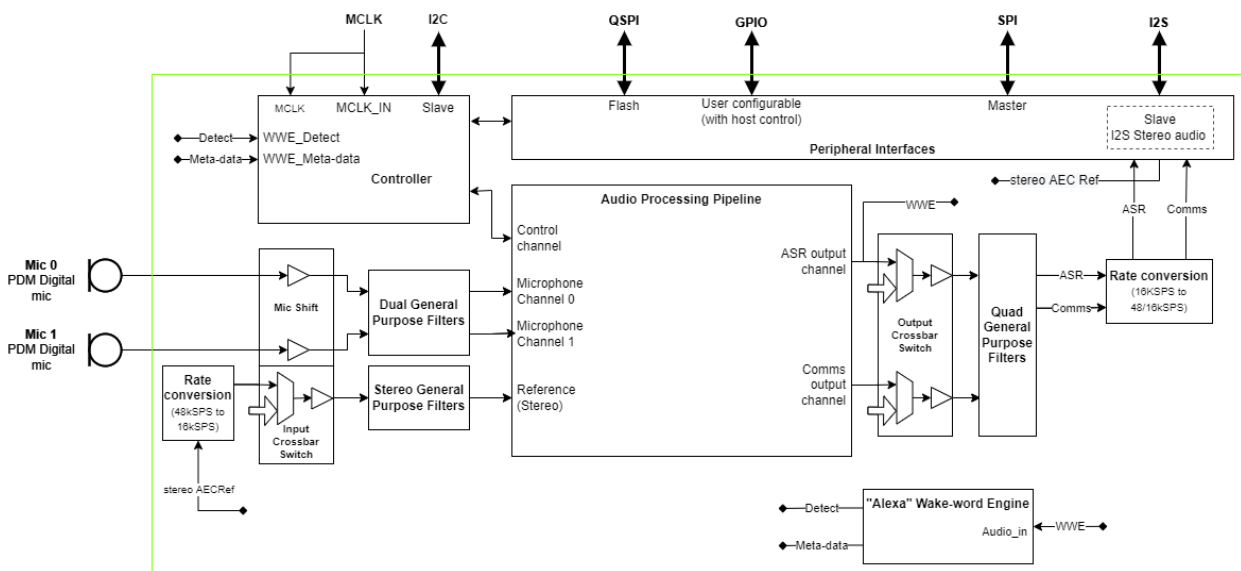 MCLK
I2C
QSPI
GPIO
SPI
I2S
MCLK
MCLK_IN
Slave
Detect
WWE_Detect
Meta-data
WWE_Meta-data
Controller
Flash
User configurable
(with host control)
Master
Slave
I2S Stereo audio
Peripheral Interfaces
stereo AEC Ref
ASR
Comms
Audio Processing Pipeline
WWE
Control
channel
ASR output
channel
Mic 0
PDM Digital
mic
Mic Shift
Dual General
Purpose Filters
Microphone
Channel 0
Microphone
Channel 1
Mic 1
PDM Digital
mic
Output
Crossbar
Switch
Quad
General
Purpose
Filters
ASR
Comms
Rate conversion
(16KSPS to
48/16kSPS)
Rate
conversion
(48kSPS to
16kSPS)
Input
Crossbar
Switch
Stereo General
Purpose Filters
Reference
(Stereo)
Comms
output
channel
stereo AECRef
"Alexa" Wake-word Engine
Detect
Meta-data
Audio_in
WWE